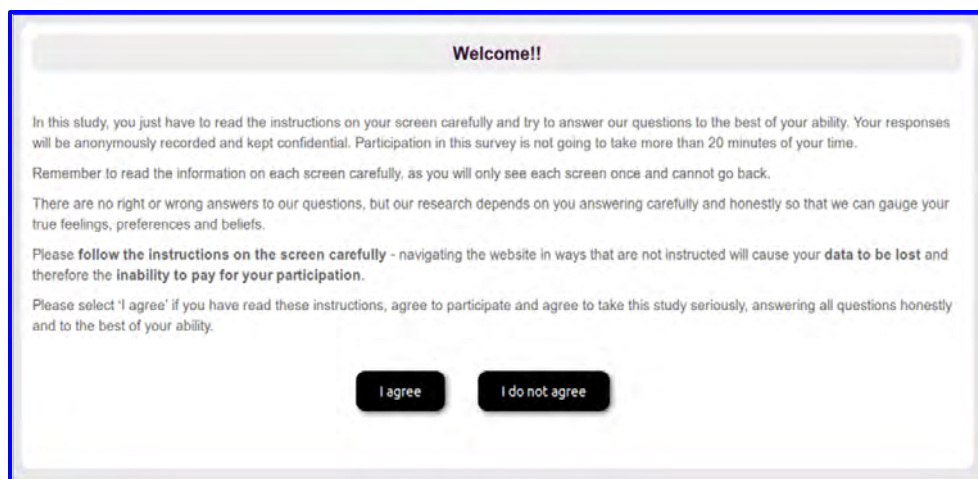 Welcome!!
In this study, you just have to read the instructions on your screen carefully and try to answer our questions to the best of your ability. Your responses
will be anonymously recorded and kept confidential. Participation in this survey is not going to take more than 20 minutes of your time.
Remember to read the information on each screen carefully, as you will only see each screen once and cannot go back.
There are no right or wrong answers to our questions, but our research depends on you answering carefully and honestly so that we can gauge your
true feelings, preferences and beliefs.
Please follow the instructions on the screen carefully - navigating the website in ways that are not instructed will cause your data to be lost and
therefore the inability to pay for your participation.
Please select 'I agree' if you have read these instructions, agree to participate and agree to take this study seriously, answering all questions honestly
and to the best of your ability.
I agree I do not agree